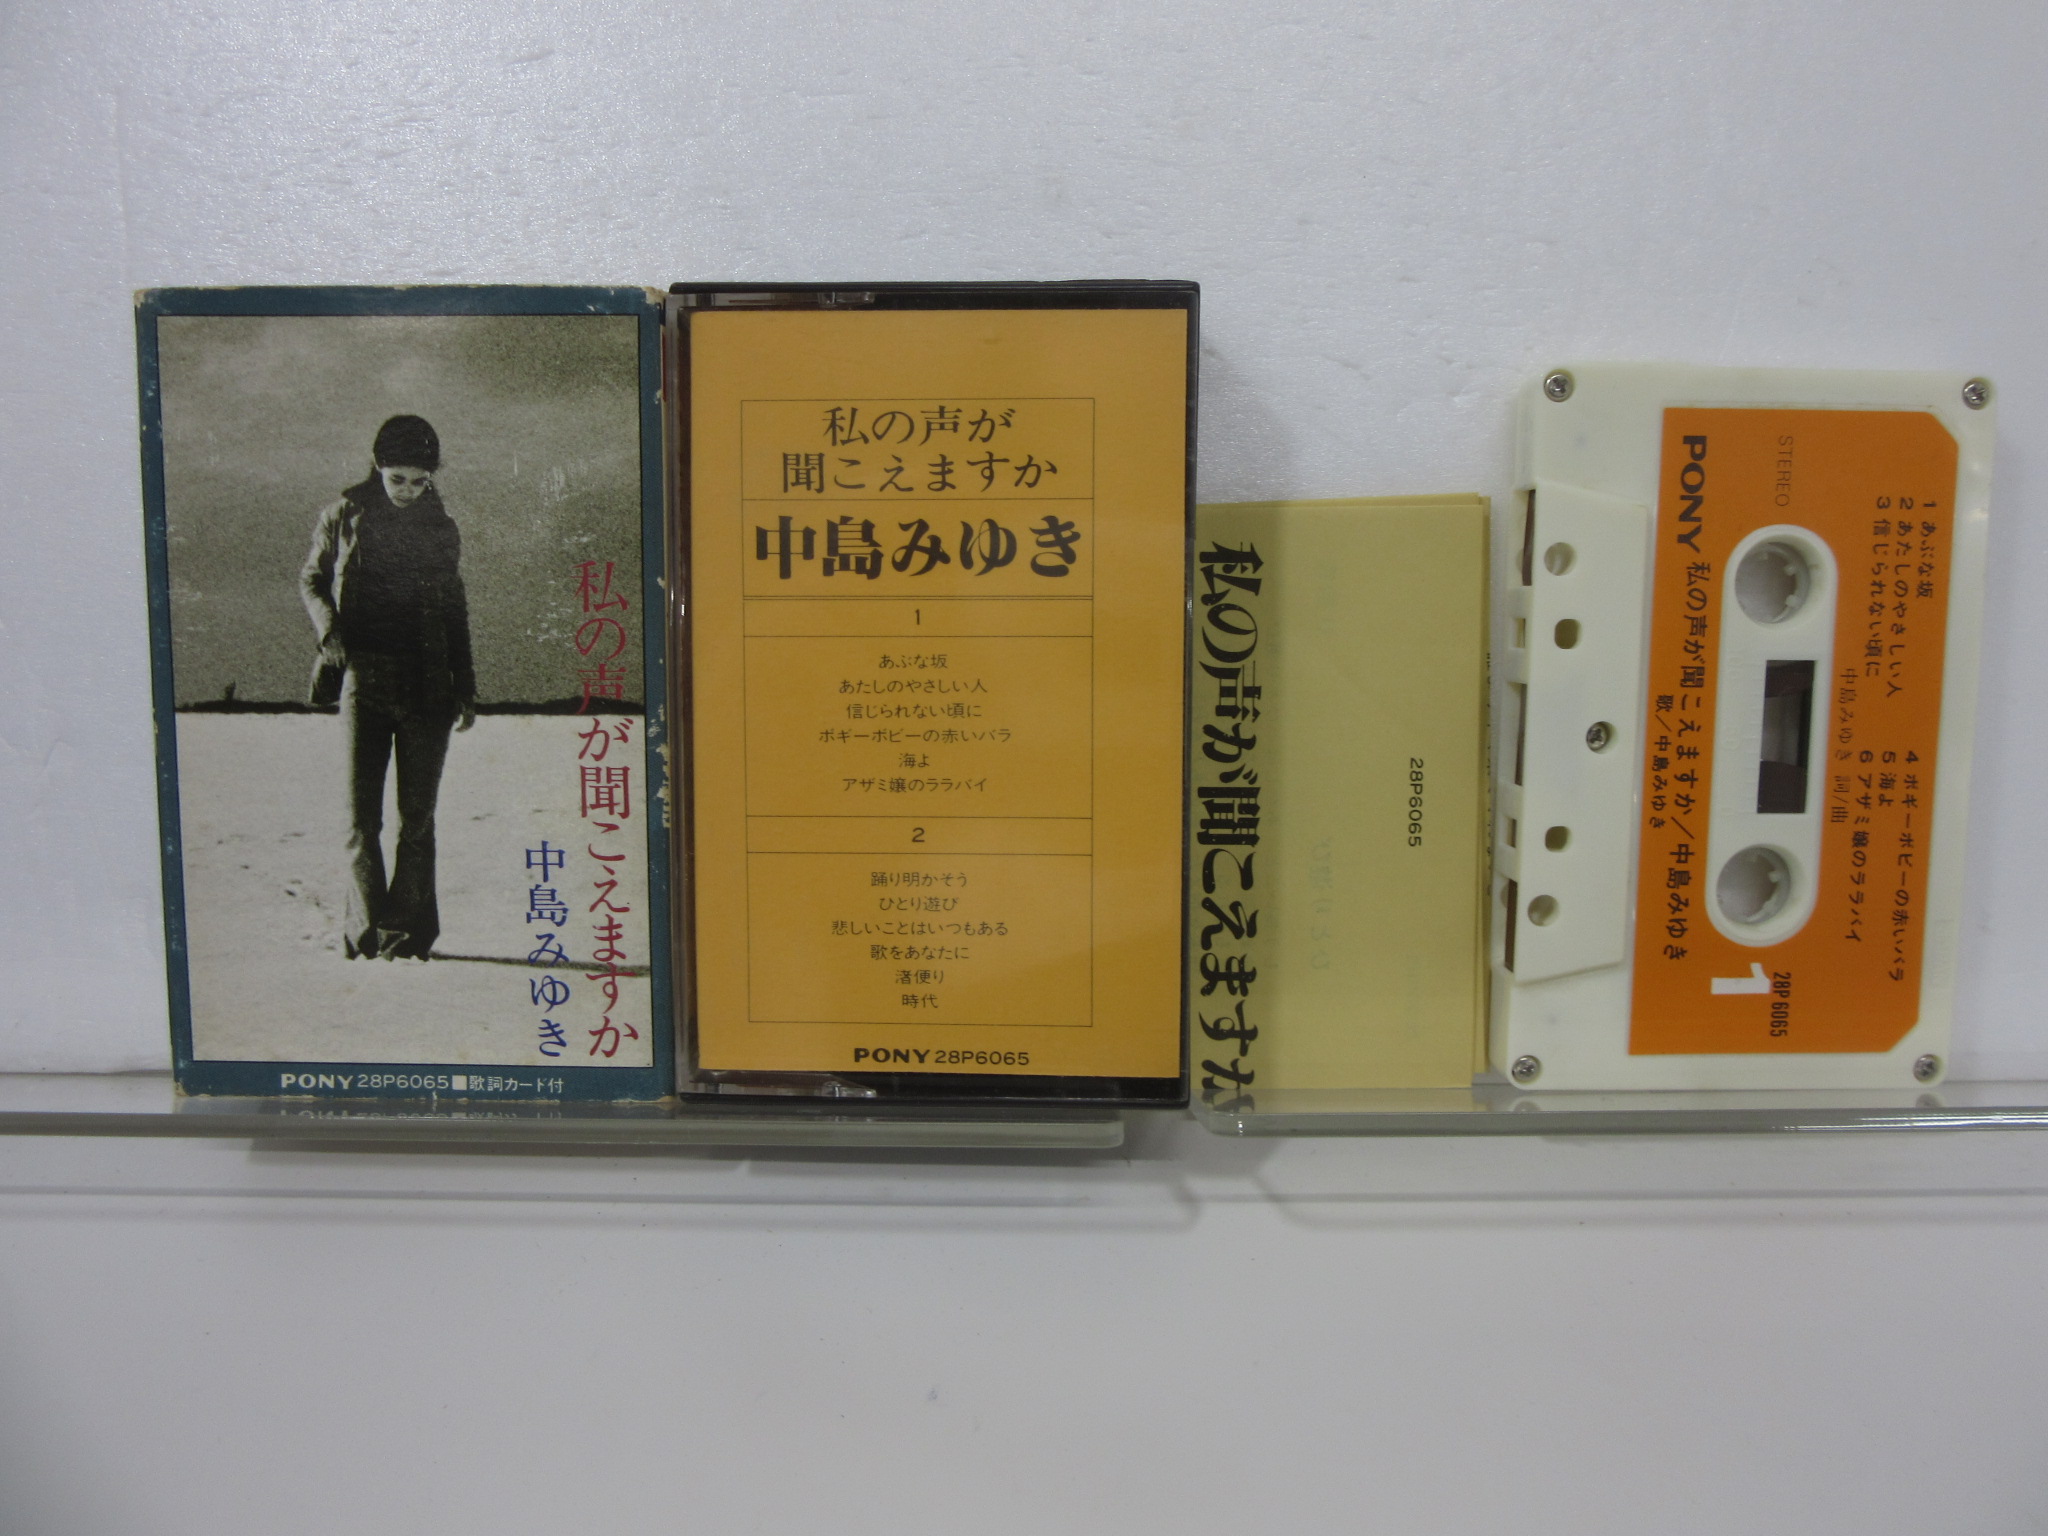 私の声が聞こえますか
中島みゆき
PONY 28P6065■歌詞カード付
私の声が
聞こえますか
中島みゆき
1
あぶな坂
あたしのやさしい人
信じられない頃に
ボギーボビーの赤いバラ
海よ
アザミ嬢のララバイ
2
踊り明かそう
ひとり遊び
悲しいことはいつもある
歌をあなたに
渚便り
時代
PONY 28P6065
私の声が聞こえますか
28P6065
1 あぶな坂
2 あたしのやさしい人
3 信じられない頃に
4 ボギーボビーの赤いバラ
5 海よ
6 アザミ嬢のララバイ
中島みゆき 詞/曲
STEREO
28P6065
1
PONY 私の声が聞こえますか/中島みゆき
歌/中島みゆき